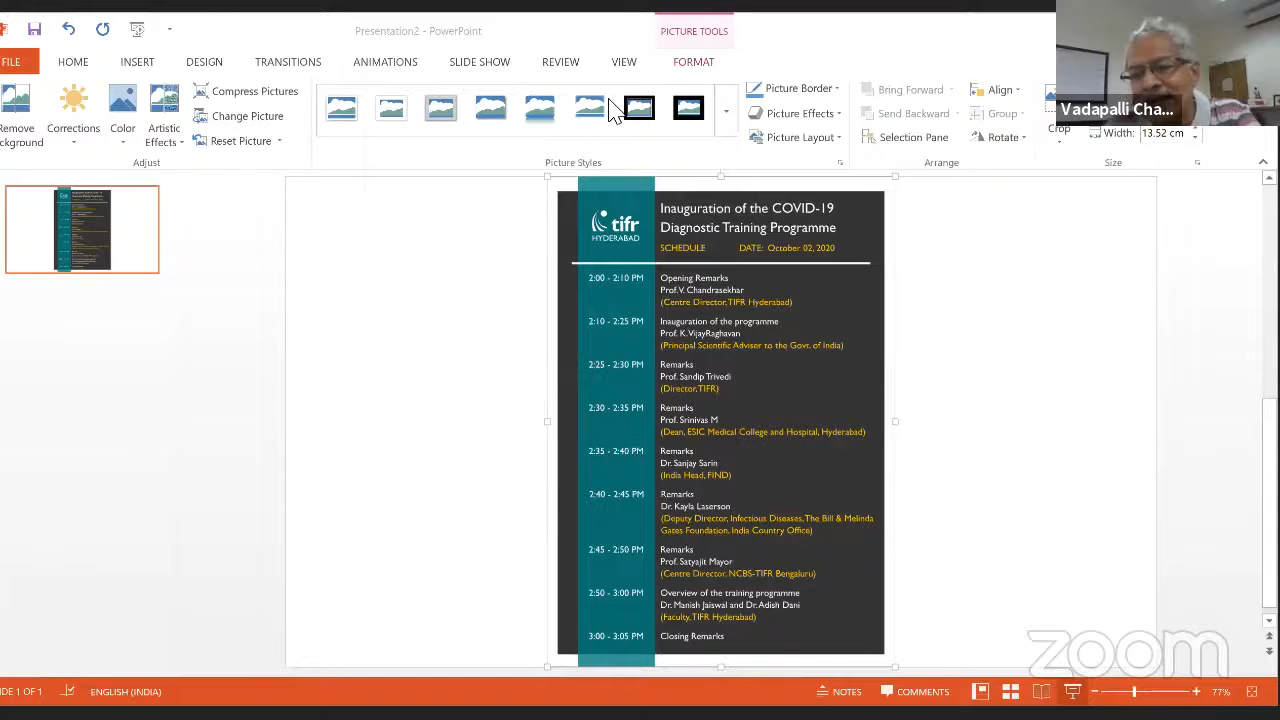 Presentation2 - PowerPoint
PICTURE TOOLS
FILE
HOME
INSERT
DESIGN
TRANSITIONS
ANIMATIONS
SLIDE SHOW
REVIEW
VIEW
FORMAT
Corrections
Color
Artistic
Effects
Compress Pictures
Change Picture
Reset Picture
Adjust
Picture Styles
Picture Border
Picture Effects
Picture Layout
Bring Forward
Send Backward
Selection Pane
Align
Group
Rotate
Arrange
Crop
Width:
13.52 cm
Size
Vadapalli Cha...
tifr
HYDERABAD
Inauguration of the COVID-19
Diagnostic Training Programme
SCHEDULE DATE: October 02, 2020
2:00 - 2:10 PM Opening Remarks
Prof. V. Chandrasekhar
(Centre Director, TIFR Hyderabad)
2:10 - 2:25 PM Inauguration of the programme
Prof. K. VijayRaghavan
(Principal Scientific Adviser to the Govt. of India)
2:25 - 2:30 PM Remarks
Prof. Sandip Trivedi
(Director, TIFR)
2:30 - 2:35 PM Remarks
Prof. Srinivas M
(Dean, ESIC Medical College and Hospital, Hyderabad)
2:35 - 2:40 PM Remarks
Dr. Sanjay Sarin
(India Head, FIND)
2:40 - 2:45 PM Remarks
Dr. Kayla Laserson
(Deputy Director, Infectious Diseases, The Bill & Melinda
Gates Foundation, India Country Office)
2:45 - 2:50 PM Remarks
Prof. Satyajit Mayor
(Centre Director, NCBS-TIFR Bengaluru)
2:50 - 3:00 PM Overview of the training programme
Dr. Manish Jaiswal and Dr. Adish Dani
(Faculty, TIFR Hyderabad)
3:00 - 3:05 PM Closing Remarks
zoom
1 OF 1
ENGLISH (INDIA)
NOTES
COMMENTS
77%